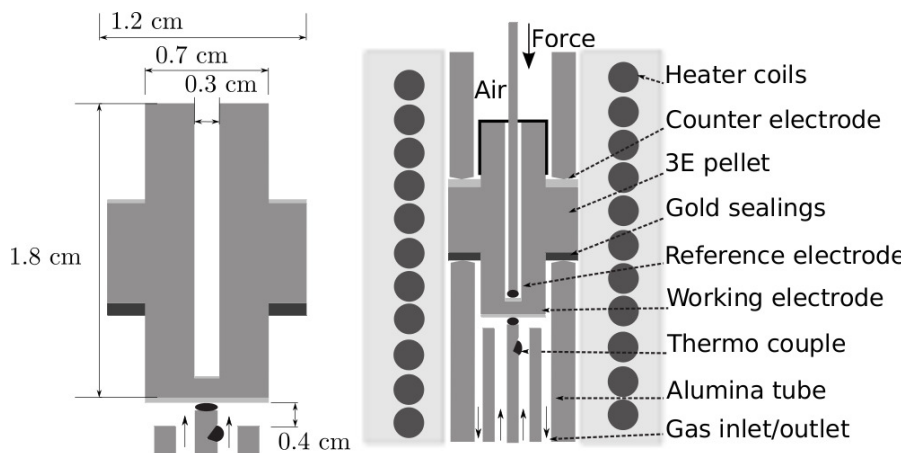 1.2 cm
0.7 cm
0.3 cm
1.8 cm
0.4 cm
Force
Air
Heater coils
Counter electrode
3E pellet
Gold sealings
Reference electrode
Working electrode
Thermo couple
Alumina tube
Gas inlet/outlet